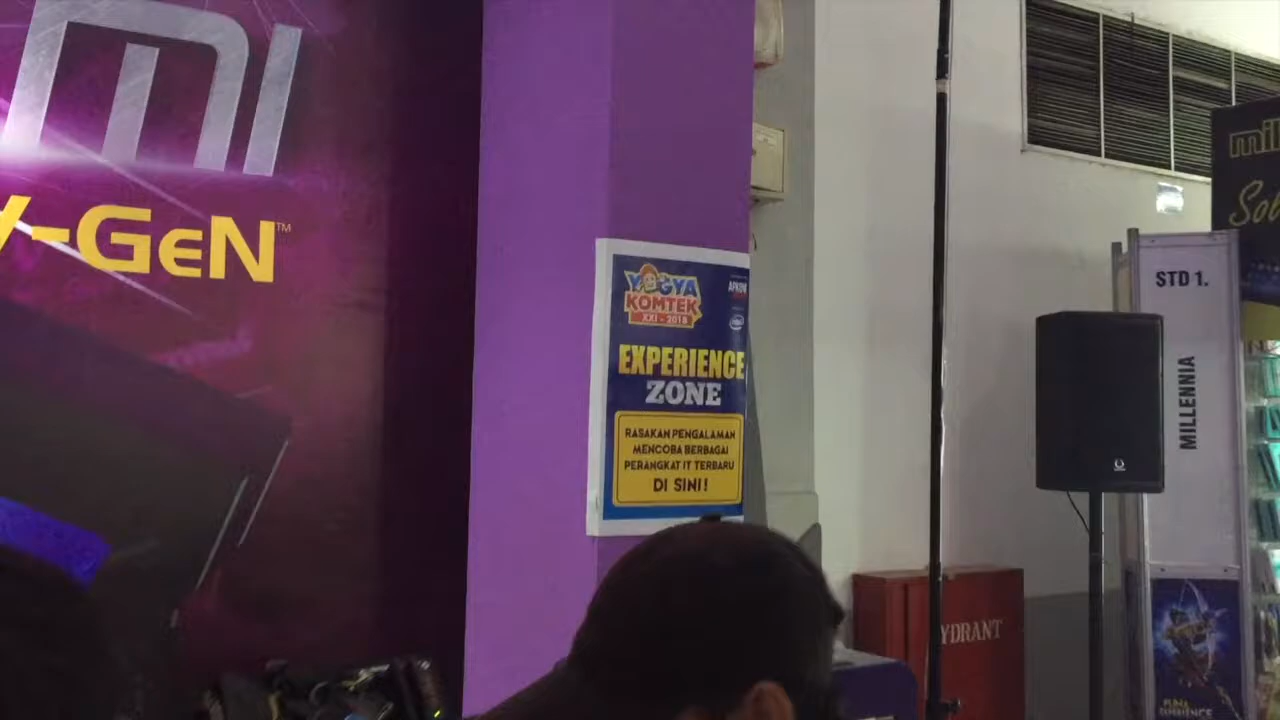 mi
-GeN™
YOGYA
KOMTEK
XXI - 2018
EXPERIENCE
ZONE
RASAKAN PENGALAMAN
MENCOBA BERBAGAI
PERANGKAT IT TERBARU
DI SINI!
STD 1.
MILLENNIA
YDRANT